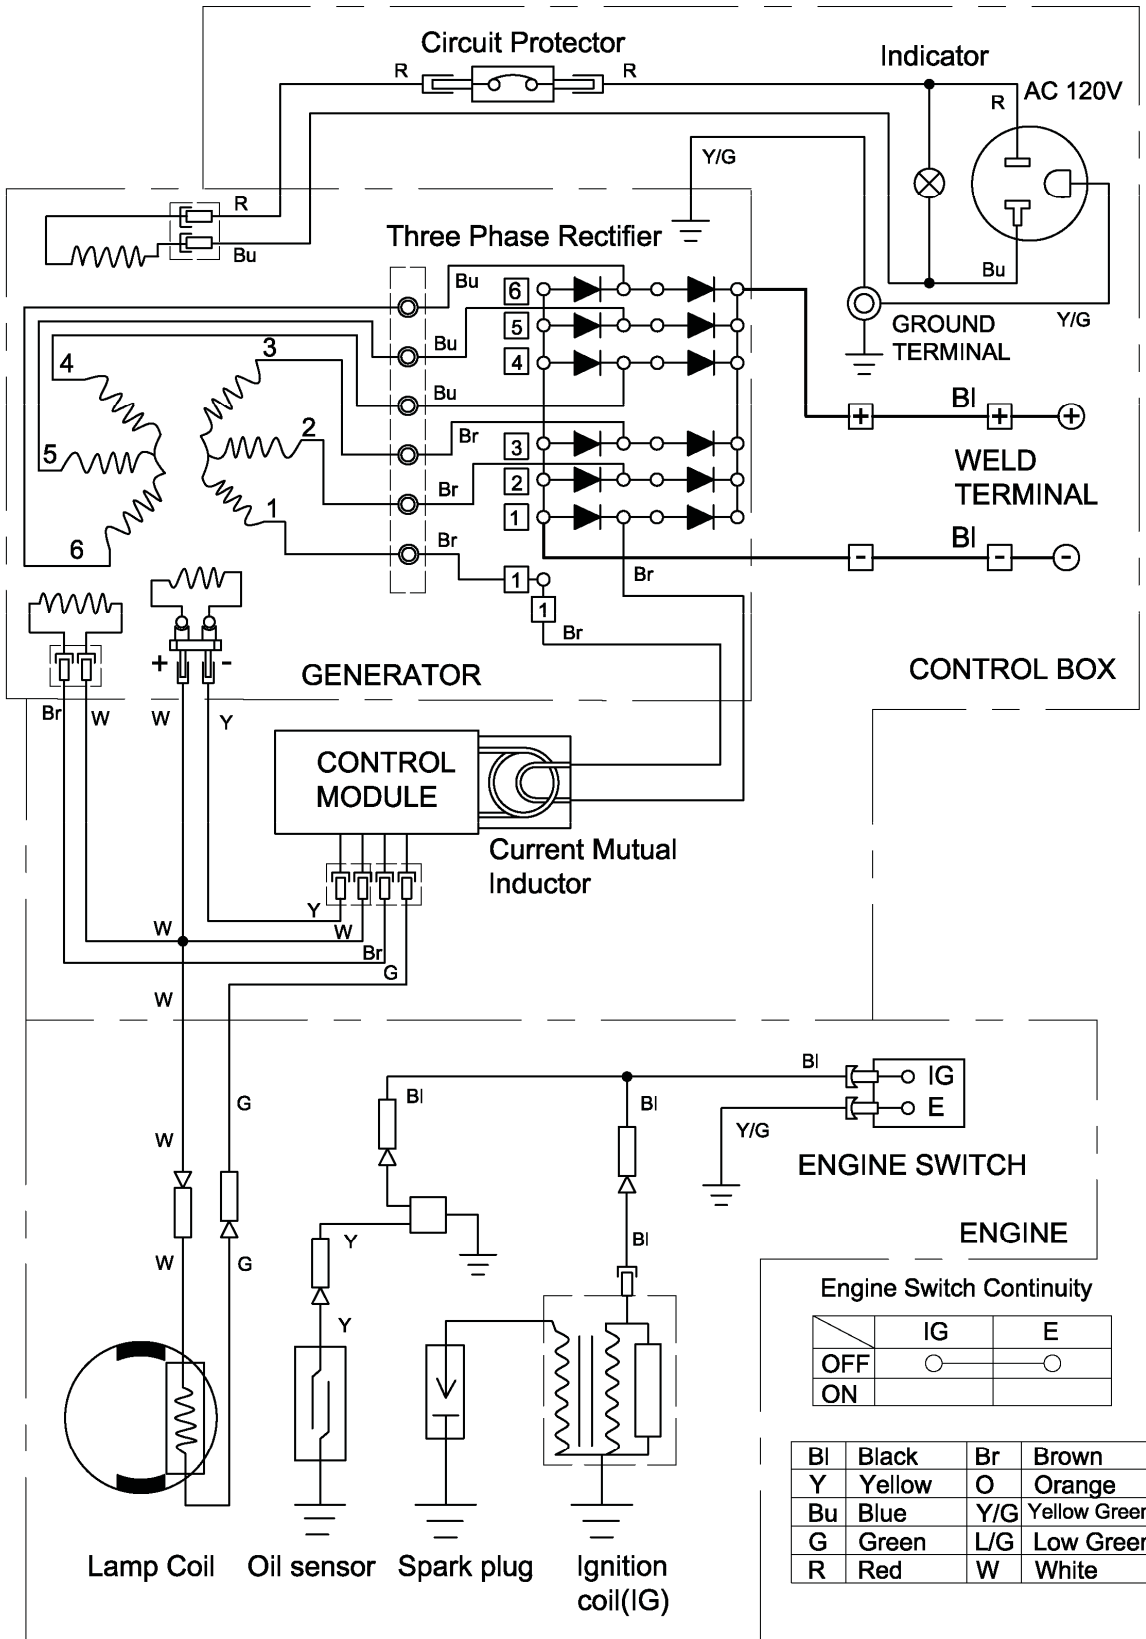 Circuit Protector
Indicator
R
R
AC 120V
R
Y/G
R
Three Phase Rectifier
Bu
Bu
Bu
6
Y/G
GROUND
TERMINAL
5
Bu
4
3
4
Bu
Bl
+ + +
2
Br
3
5
WELD
TERMINAL
2
Br
1
1
6
Br
Bl
- - -
Br
1
1
Br
+ -
GENERATOR
CONTROL BOX
Br
W
W
Y
CONTROL
MODULE
Current Mutual
Inductor
Y
W
W
Br
G
W
Bl
IG
Bl
Bl
G
E
Y/G
W
ENGINE SWITCH
ENGINE
Y
Bl
W
G
Engine Switch Continuity
Y
IG E
OFF
ON
Bl Black Br Brown
Y Yellow O Orange
Bu Blue Y/G Yellow Green
G Green L/G Low Green
R Red W White
Lamp Coil
Oil sensor
Spark plug
Ignition
coil(IG)